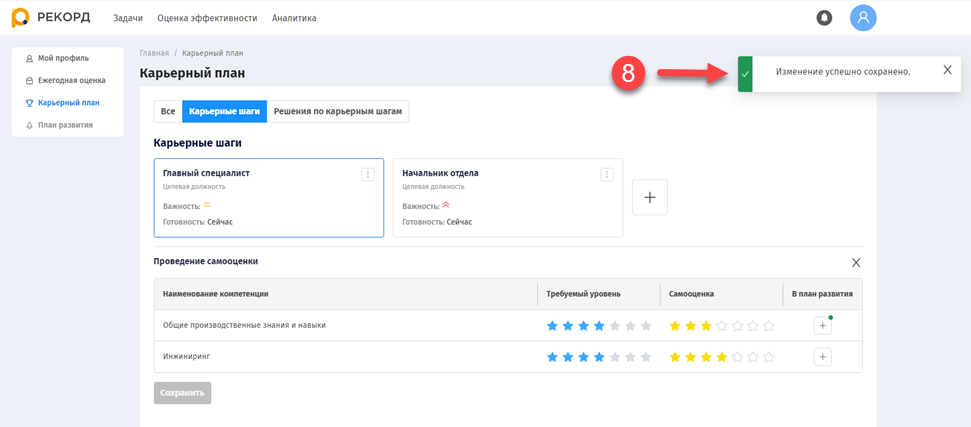 РЕКОРД
Задачи Оценка эффективности Аналитика
Мой профиль
Ежегодная оценка
Карьерный план
План развития
Главная / Карьерный план
Карьерный план
8
Изменение успешно сохранено.
Все Карьерные шаги Решения по карьерным шагам
Карьерные шаги
Главный специалист
Целевая должность
Важность:
Готовность: Сейчас
Начальник отдела
Целевая должность
Важность:
Готовность: Сейчас
Проведение самооценки
Наименование компетенции Требуемый уровень Самооценка В план развития
Общие производственные знания и навыки
Инжиниринг
Сохранить